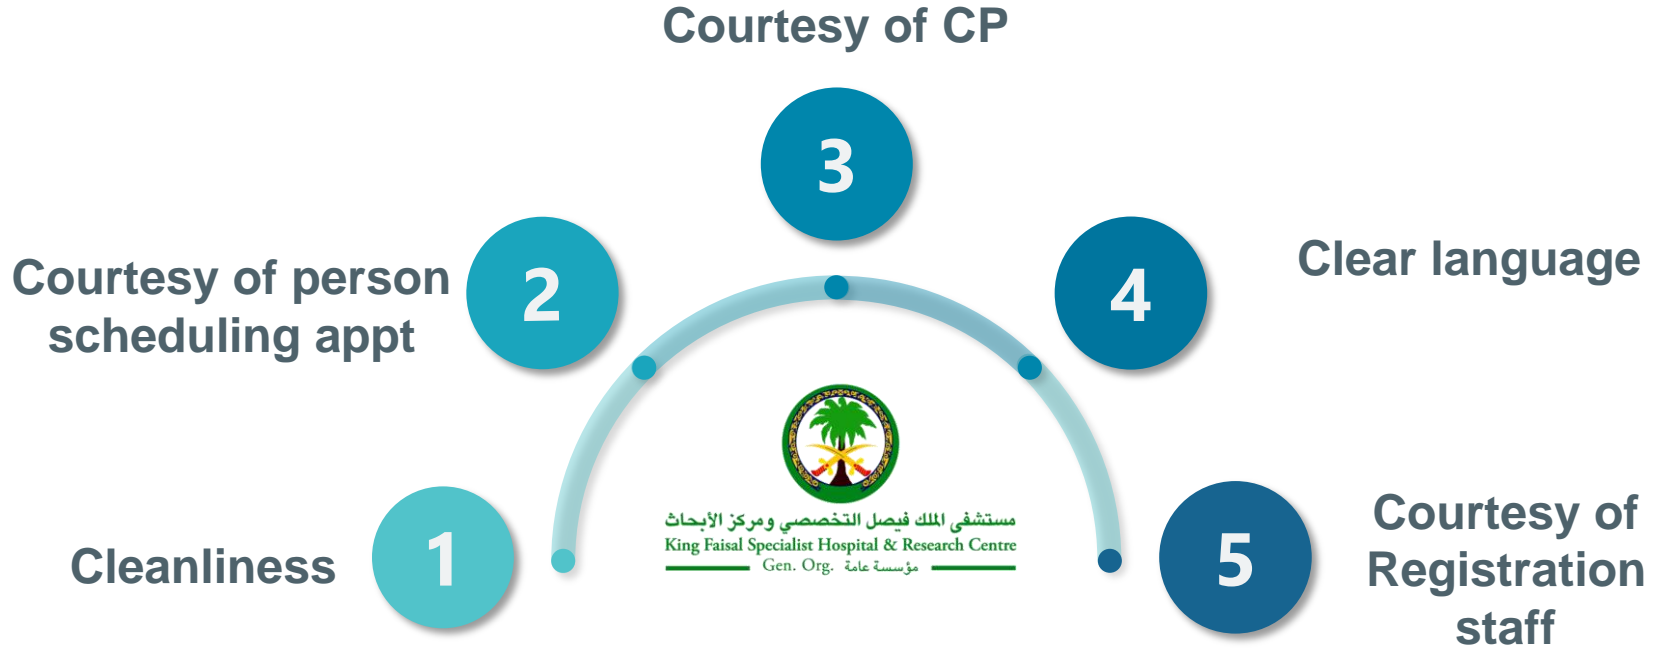 Courtesy of CP
3
Courtesy of person
scheduling appt
2
4
Clear language
Cleanliness
1
مستشفى الملك فيصل التخصصي ومركز الأبحاث
King Faisal Specialist Hospital & Research Centre
Gen. Org. مؤسسة عامة
5
Courtesy of
Registration
staff